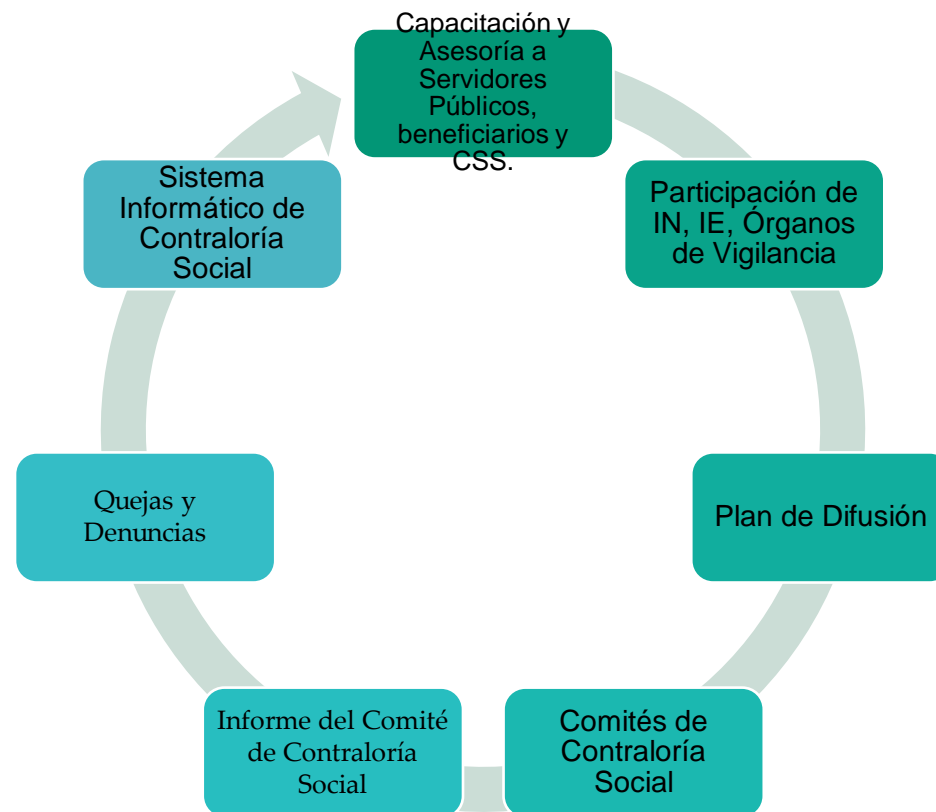 Capacitación y
Asesoría a
Servidores
Públicos,
beneficiarios y
CSS.
Participación de
IN, IE, Órganos
de Vigilancia
Plan de Difusión
Comités de
Contraloría
Social
Informe del Comité
de Contraloría
Social
Quejas y
Denuncias
Sistema
Informático de
Contraloría
Social